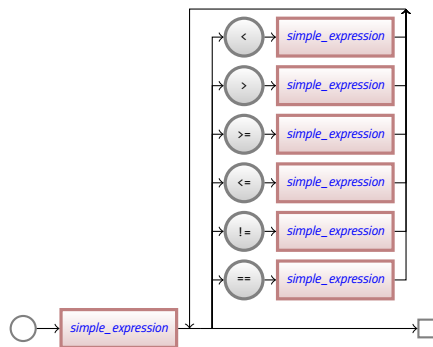 < simple_expression
> simple_expression
>= simple_expression
<= simple_expression
!= simple_expression
== simple_expression
simple_expression